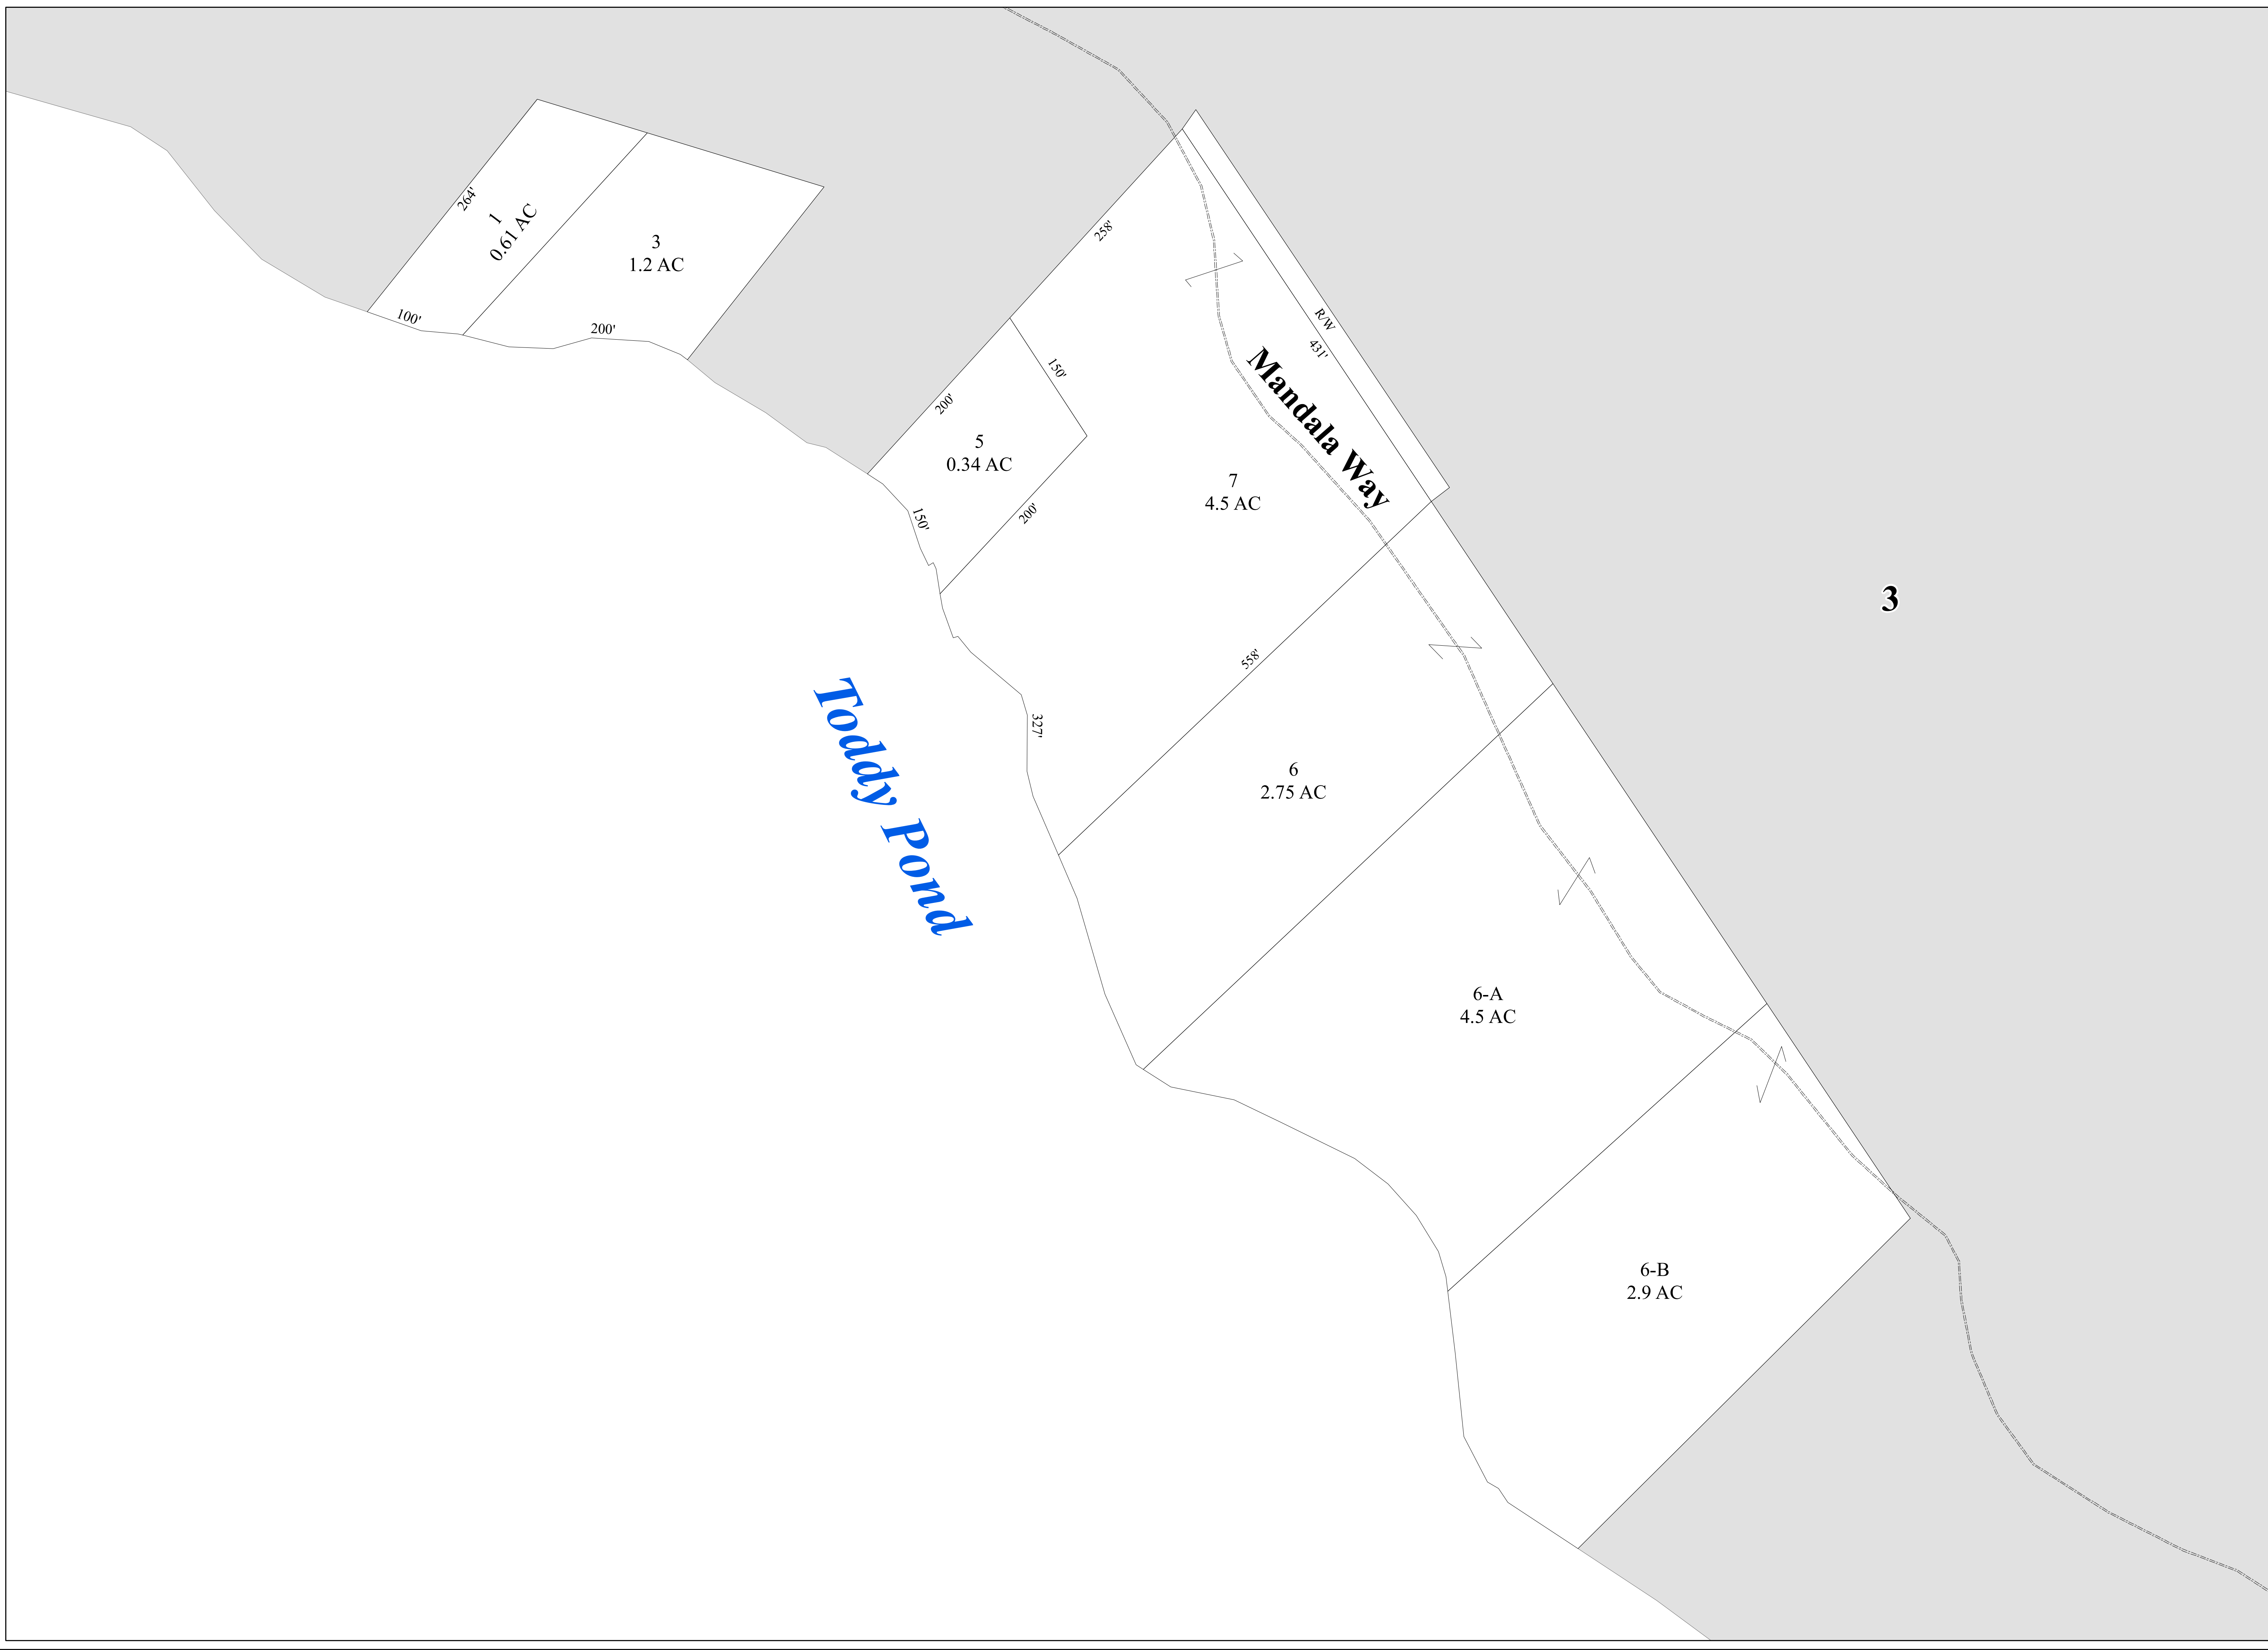 264'
1
0.61 AC
100'
3
1.2 AC
200'
258'
200'
150'
5
0.34 AC
150'
200'
R/W
431'
Mandala Way
7
4.5 AC
3
558'
327'
Toddy Pond
6
2.75 AC
6-A
4.5 AC
6-B
2.9 AC